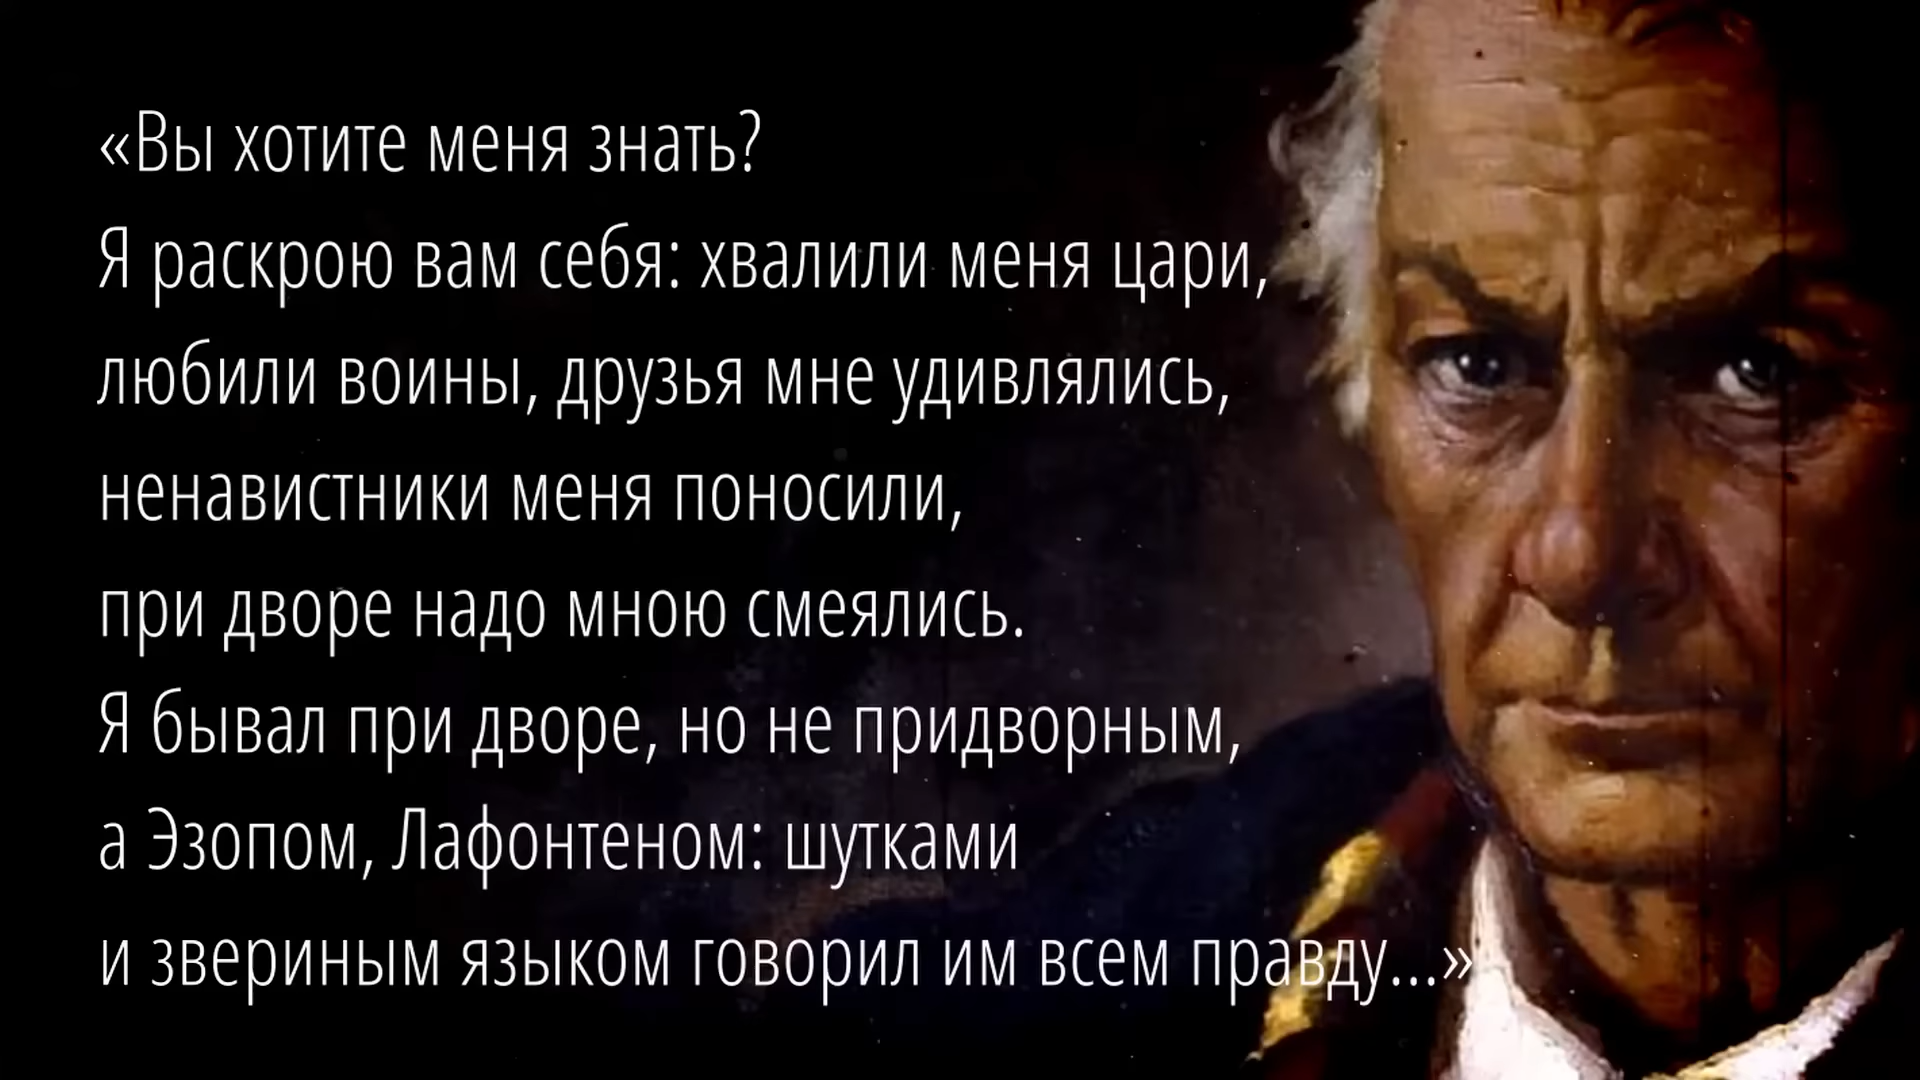 «Вы хотите меня знать?
Я раскрою вам себя: хвалили меня цари,
любили воины, друзья мне удивлялись,
ненавистники меня поносили,
при дворе надо мною смеялись.
Я бывал при дворе, но не придворным,
а Эзопом, Лафонтеном: шутками
и звериным языком говорил им всем правду...»